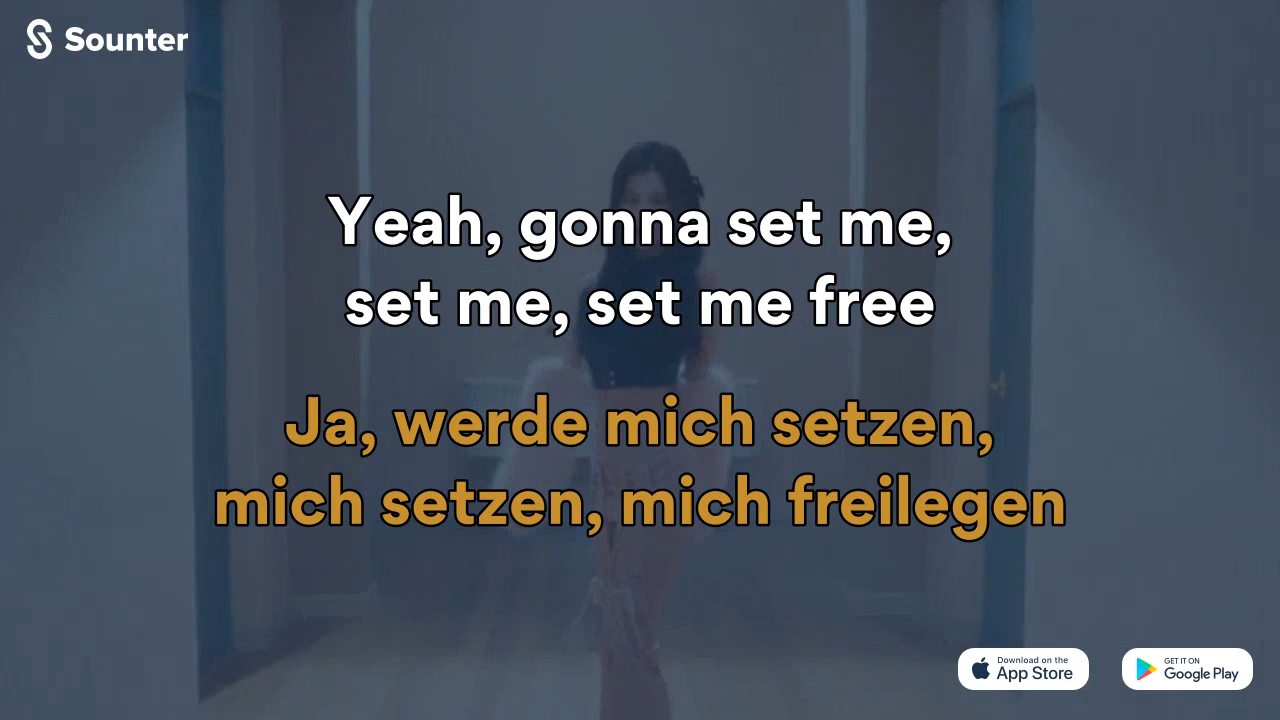 Sounter
Yeah, gonna set me,
set me, set me free
Ja, werde mich setzen,
mich setzen, mich freilegen
Download on the
App Store
GET IT ON
Google Play